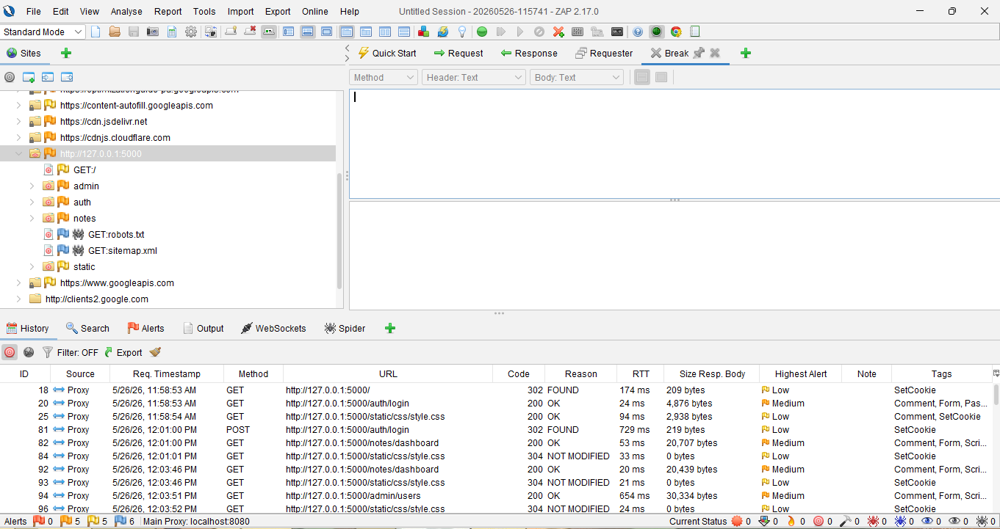 File Edit View Analyse Report Tools Import Export Online Help Untitled Session - 20260526-115741 - ZAP 2.17.0
Standard Mode
Sites
Quick Start Request Response Requester Break
Method Header: Text Body: Text
https://optimizationguide-pa.googleapis.com
https://content-autofill.googleapis.com
https://cdn.jsdelivr.net
https://cdnjs.cloudflare.com
http://127.0.0.1:5000
GET:/
admin
auth
notes
GET:robots.txt
GET:sitemap.xml
static
https://www.googleapis.com
http://clients2.google.com
History Search Alerts Output WebSockets Spider
Filter: OFF Export
ID Source Req. Timestamp Method URL Code Reason RTT Size Resp. Body Highest Alert Note Tags
18 Proxy 5/26/26, 11:58:53 AM GET http://127.0.0.1:5000/ 302 FOUND 174 ms 209 bytes Low SetCookie
20 Proxy 5/26/26, 11:58:53 AM GET http://127.0.0.1:5000/auth/login 200 OK 24 ms 4,876 bytes Medium Comment, Form, Pas...
25 Proxy 5/26/26, 11:58:54 AM GET http://127.0.0.1:5000/static/css/style.css 200 OK 94 ms 2,938 bytes Low Comment, SetCookie
81 Proxy 5/26/26, 12:01:00 PM POST http://127.0.0.1:5000/auth/login 302 FOUND 729 ms 219 bytes Low SetCookie
82 Proxy 5/26/26, 12:01:00 PM GET http://127.0.0.1:5000/notes/dashboard 200 OK 53 ms 20,707 bytes Medium Comment, Form, Scri...
84 Proxy 5/26/26, 12:01:01 PM GET http://127.0.0.1:5000/static/css/style.css 304 NOT MODIFIED 33 ms 0 bytes Low SetCookie
92 Proxy 5/26/26, 12:03:46 PM GET http://127.0.0.1:5000/notes/dashboard 200 OK 20 ms 20,439 bytes Medium Comment, Form, Scri...
93 Proxy 5/26/26, 12:03:46 PM GET http://127.0.0.1:5000/static/css/style.css 304 NOT MODIFIED 21 ms 0 bytes Low SetCookie
94 Proxy 5/26/26, 12:03:51 PM GET http://127.0.0.1:5000/admin/users 200 OK 654 ms 30,334 bytes Medium Comment, Form, Scri...
96 Proxy 5/26/26, 12:03:52 PM GET http://127.0.0.1:5000/static/css/style.css 304 NOT MODIFIED 24 ms 0 bytes Low SetCookie
Alerts 0 5 5 6 Main Proxy: localhost:8080 Current Status 0 0 0 0 0 0 0 0 0 0